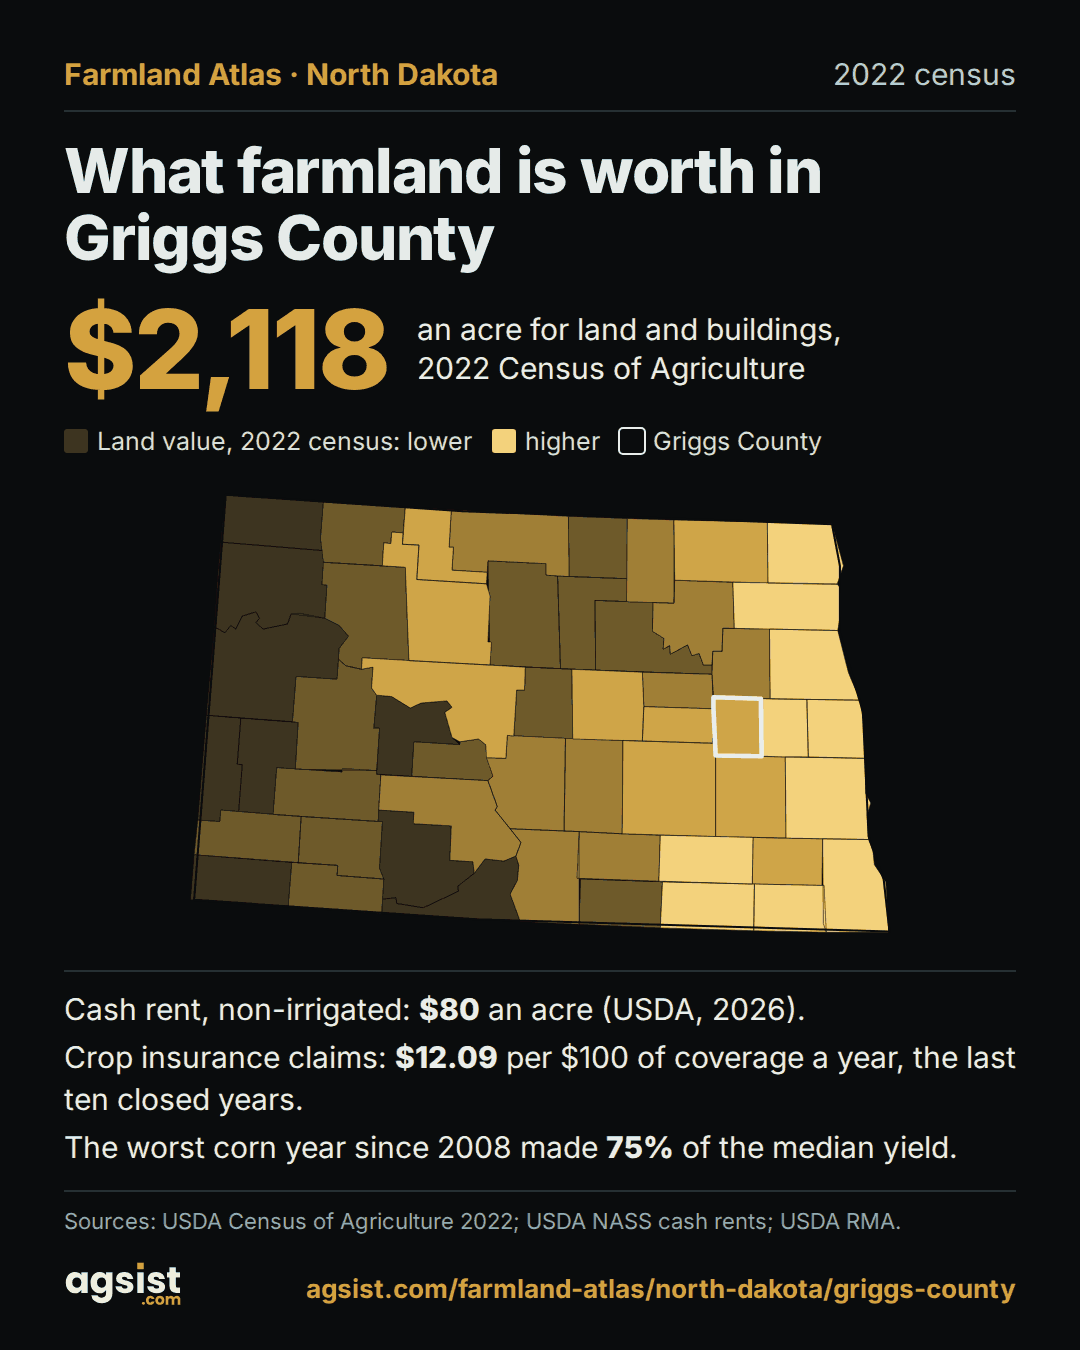 Farmland Atlas · North Dakota
2022 census
What farmland is worth in
Griggs County
$2,118
an acre for land and buildings,
2022 Census of Agriculture
Land value, 2022 census: lower
higher
Griggs County
Cash rent, non-irrigated: $80 an acre (USDA, 2026).
Crop insurance claims: $12.09 per $100 of coverage a year, the last
ten closed years.
The worst corn year since 2008 made 75% of the median yield.
Sources: USDA Census of Agriculture 2022; USDA NASS cash rents; USDA RMA.
agsist
.com
agsist.com/farmland-atlas/north-dakota/griggs-county